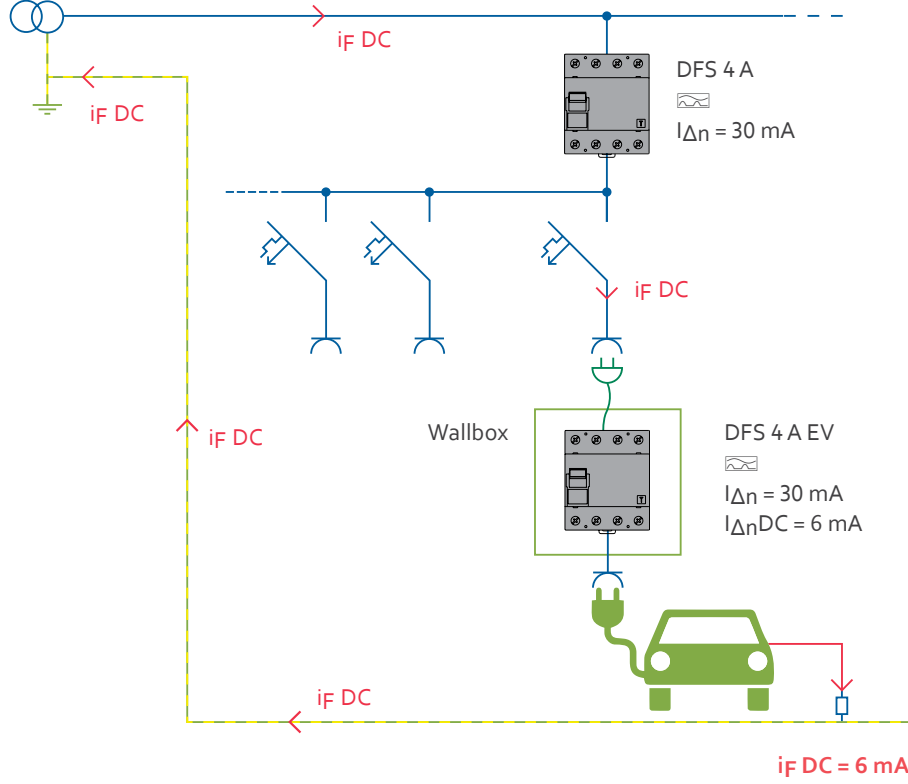 iF DC
DFS 4 A
iF DC
IΔn = 30 mA
iF DC
Wallbox
DFS 4 A EV
iF DC
IΔn = 30 mA
IΔnDC = 6 mA
iF DC
iF DC = 6 mA
T
T